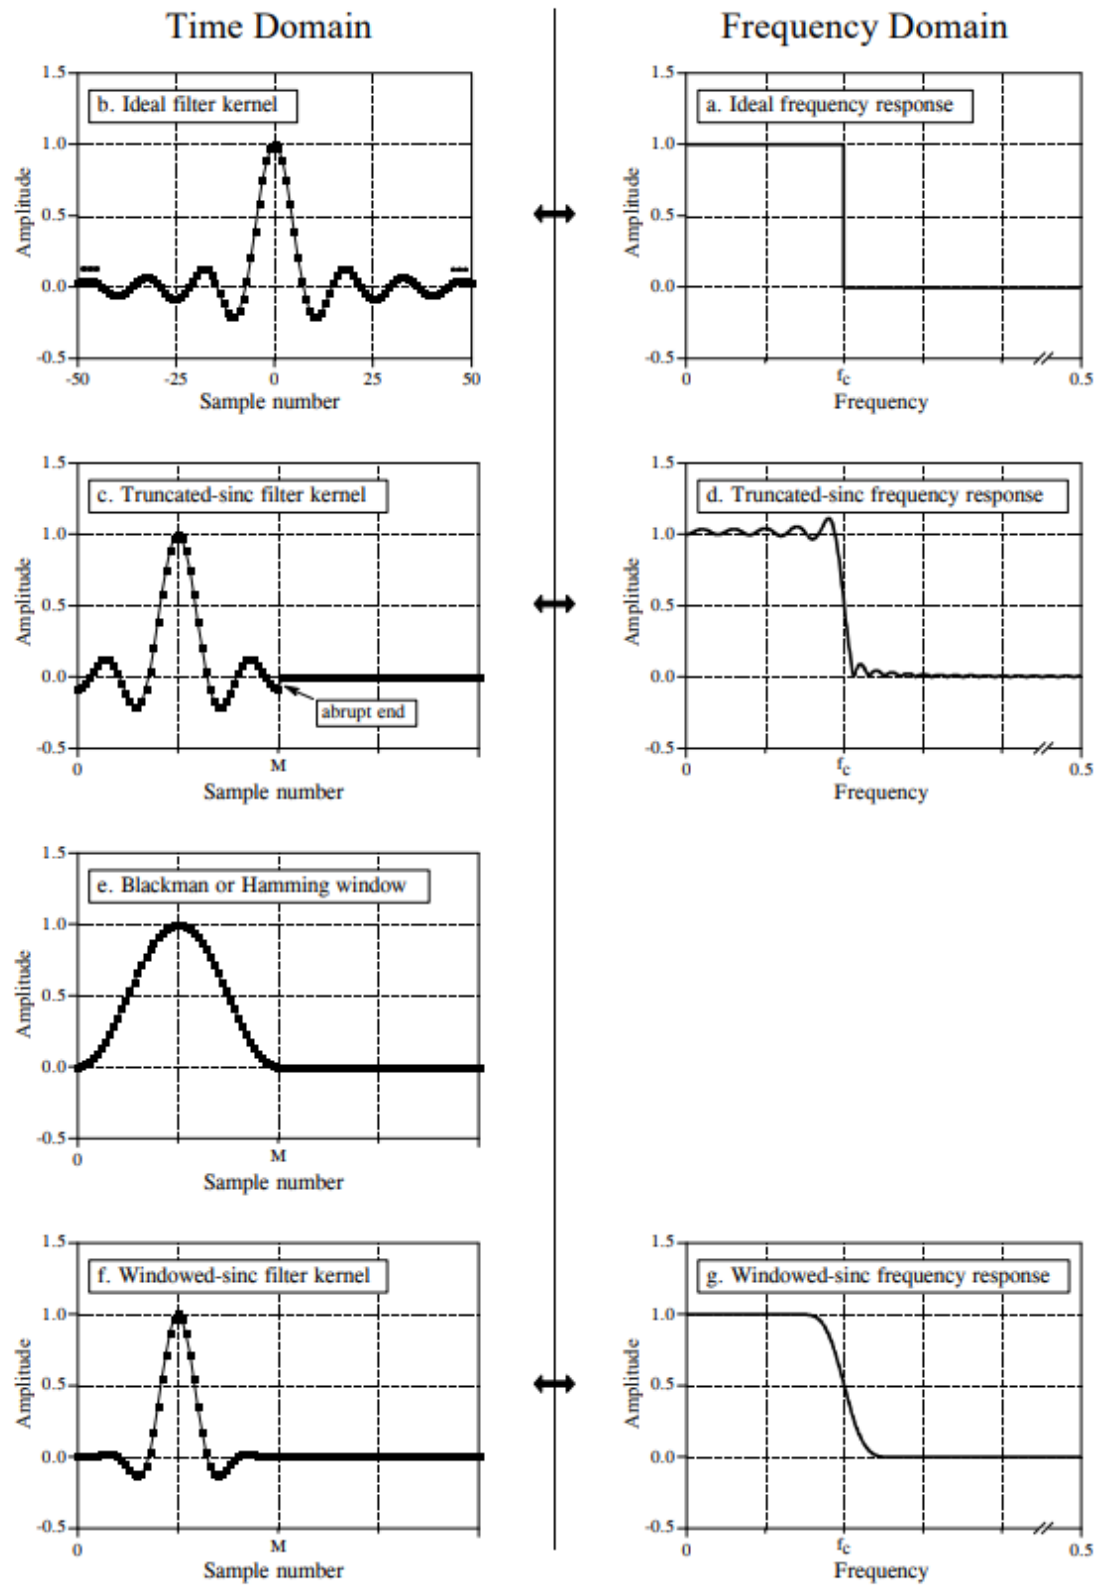 Time Domain
Frequency Domain
1.5
b. Ideal filter kernel
1.0
0.5
0.0
-0.5
-50
-25
0
25
50
Sample number
Amplitude
1.5
a. Ideal frequency response
1.0
0.5
0.0
-0.5
0
fc
0.5
Frequency
Amplitude
1.5
c. Truncated-sinc filter kernel
1.0
0.5
0.0
abrupt end
-0.5
0
M
Sample number
Amplitude
1.5
d. Truncated-sinc frequency response
1.0
0.5
0.0
-0.5
0
fc
0.5
Frequency
Amplitude
1.5
e. Blackman or Hamming window
1.0
0.5
0.0
-0.5
0
M
Sample number
Amplitude
1.5
f. Windowed-sinc filter kernel
1.0
0.5
0.0
-0.5
0
M
Sample number
Amplitude
1.5
g. Windowed-sinc frequency response
1.0
0.5
0.0
-0.5
0
fc
0.5
Frequency
Amplitude